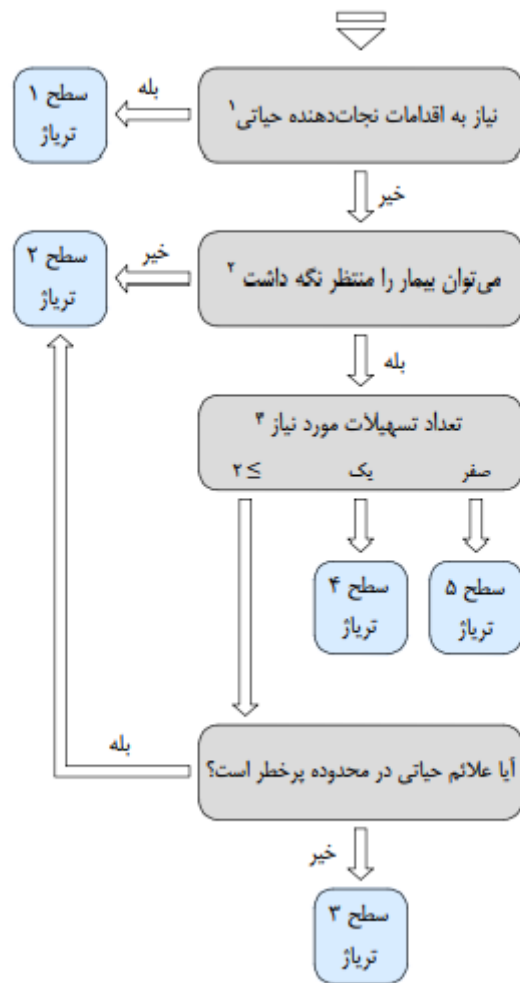 نیاز به اقدامات نجات‌دهنده حیاتی ۱
بله
سطح ۱
تریاژ
خیر
می‌توان بیمار را منتظر نگه داشت ۲
خیر
سطح ۲
تریاژ
بله
تعداد تسهیلات مورد نیاز ۳
صفر یک ≥ ۲
سطح ۵
تریاژ
سطح ۴
تریاژ
آیا علائم حیاتی در محدوده پرخطر است؟
بله
خیر
سطح ۳
تریاژ